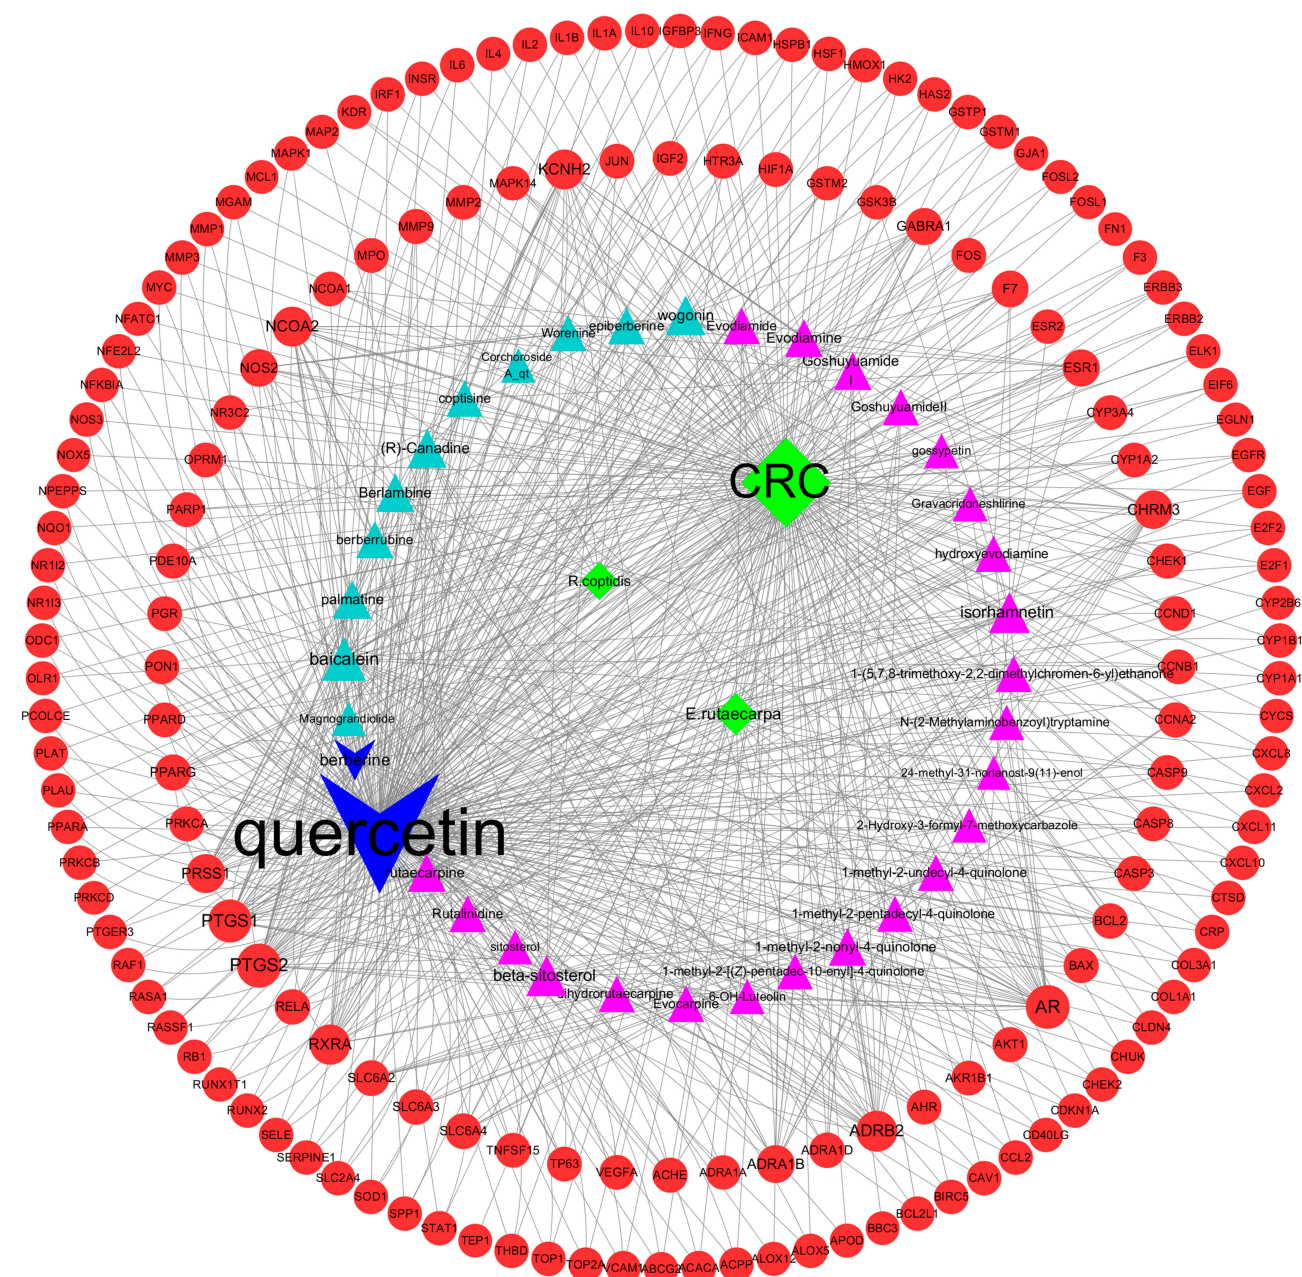 IL1B
IL1A
IL10
IGFBP3
IFNG
ICAM1
HSPB1
HSF1
HMOX1
HK2
HAS2
GSTP1
GSTM1
GJA1
FOSL2
FOSL1
FN1
F3
ERBB3
ERBB2
ELK1
EIF6
EGLN1
EGFR
EGF
E2F2
E2F1
CYP2B6
CYP1B1
CYP1A1
CYCS
CXCL8
CXCL2
CXCL11
CXCL10
CTSD
CRP
COL3A1
COL1A1
CLDN4
CHUK
CHEK2
CDKN1A
CD40LG
CCL2
CAV1
BIRC5
BCL2L1
BBC3
APOD
ALOX5
ALOX12
ACPP
ACACA
ABCG2
VCAM1
TOP2A
TOP1
THBD
TEP1
STAT1
SPP1
SOD1
SLC2A4
SERPINE1
SELE
RUNX2
RUNX1T1
RB1
RASSF1
RASA1
RAF1
PTGER3
PRKCD
PRKCB
PPARA
PLAU
PLAT
PCOLCE
OLR1
ODC1
NR1I3
NR1I2
NQO1
NPEPPS
NOX5
NOS3
NFKBIA
NFE2L2
NFATC1
MYC
MMP3
MMP1
MGAM
MCL1
MAPK1
MAP2
KDR
IRF1
INSR
IL6
IL4
IL2
KCNH2
JUN
IGF2
HTR3A
HIF1A
GSTM2
GSK3B
GABRA1
FOS
F7
ESR2
ESR1
CYP3A4
CYP1A2
CHRM3
CHEK1
CCND1
CCNB1
CCNA2
CASP9
CASP8
CASP3
BCL2
BAX
AR
AKT1
AKR1B1
AHR
ADRB2
ADRA1D
ADRA1B
ADRA1A
ACHE
VEGFA
TP63
TNFSF15
SLC6A4
SLC6A3
SLC6A2
RXRA
RELA
PTGS2
PTGS1
PRSS1
PRKCA
PPARG
PPARD
PON1
PGR
PDE10A
PARP1
OPRM1
NR3C2
NOS2
NCOA2
NCOA1
MPO
MMP9
MMP2
MAPK14
wogonin
Evodiamide
Evodiamine
Goshuyuamide
I
GoshuyuamideII
gossypetin
Gravacridoneshlirine
hydroxyevodiamine
isorhamnetin
1-(5,7,8-trimethoxy-2,2-dimethylchromen-6-yl)ethanone
N-(2-Methylaminobenzoyl)tryptamine
24-methyl-31-norlanost-9(11)-enol
2-Hydroxy-3-formyl-7-methoxycarbazole
1-methyl-2-undecyl-4-quinolone
1-methyl-2-pentadecyl-4-quinolone
1-methyl-2-nonyl-4-quinolone
1-methyl-2-[(Z)-pentadec-10-enyl]-4-quinolone
6-OH-Luteolin
Evocarpine
dihydrorutaecarpine
beta-sitosterol
sitosterol
Rutalinidine
rutaecarpine
quercetin
berberine
Magnograndiolide
baicalein
palmatine
berberrubine
Berlambine
(R)-Canadine
coptisine
Corchoroside
A_qt
Worenine
epiberberine
CRC
R.coptidis
E.rutaecarpa